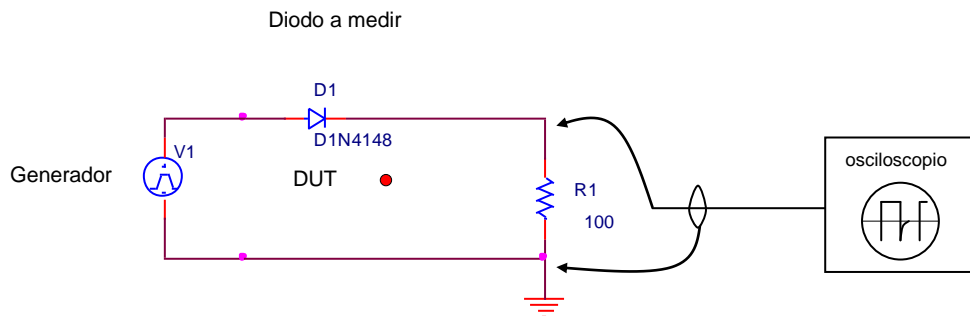 Diodo a medir
D1
D1N4148
V1
Generador
DUT
R1
100
osciloscopio